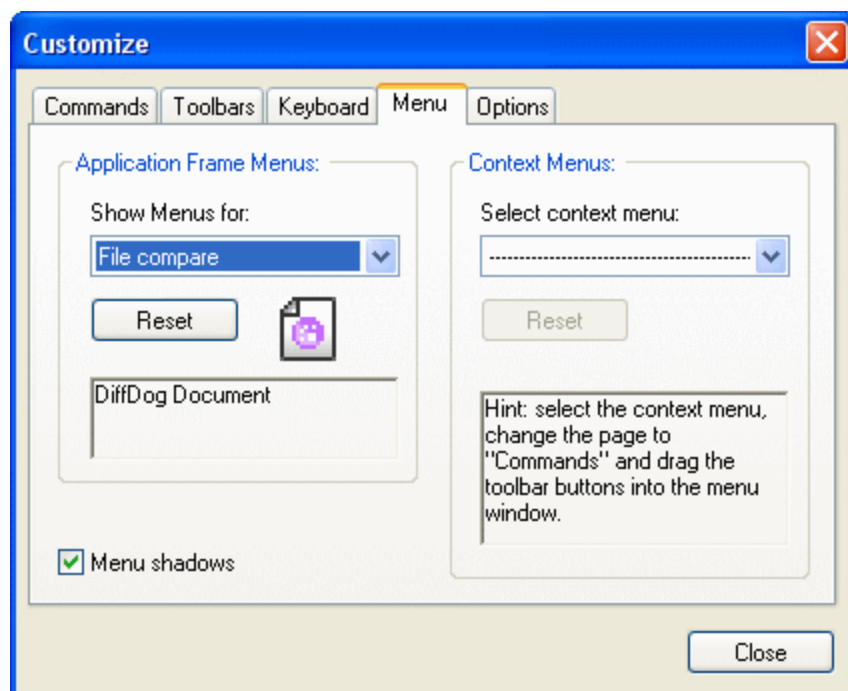 Customize
Commands Toolbars Keyboard Menu Options
Application Frame Menus:
Show Menus for:
File compare
Reset
DiffDog Document
Context Menus:
Select context menu:
Reset
Hint: select the context menu,
change the page to
"Commands" and drag the
toolbar buttons into the menu
window.
Menu shadows
Close